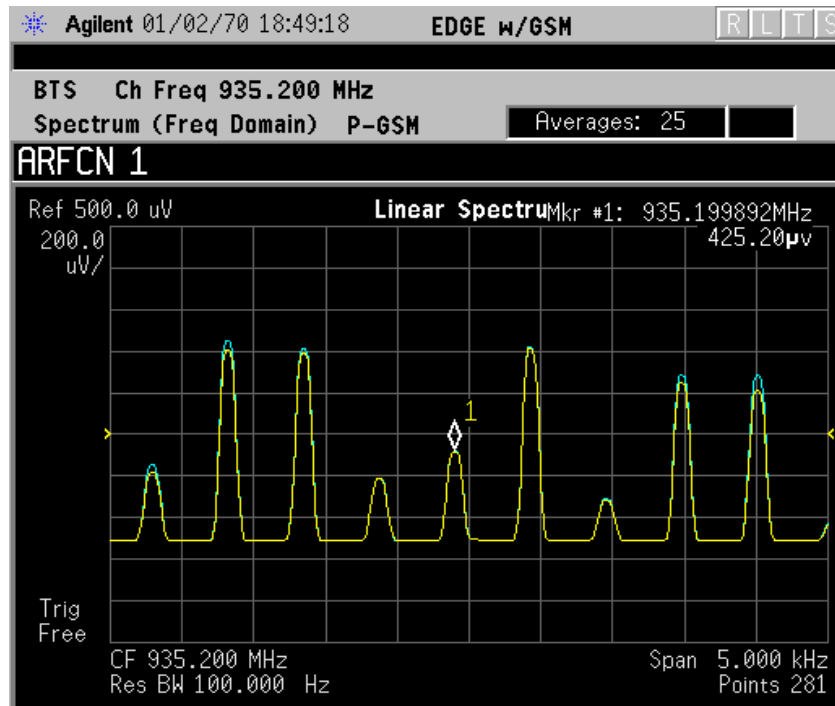 Agilent 01/02/70 18:49:18 EDGE w/GSM R L T S
BTS Ch Freq 935.200 MHz
Spectrum (Freq Domain) P-GSM Averages: 25
ARFCN 1
Ref 500.0 uV Linear Spectru Mkr #1: 935.199892MHz
200.0 425.20µv
uV/
1
Trig
Free
CF 935.200 MHz Span 5.000 kHz
Res BW 100.000 Hz Points 281